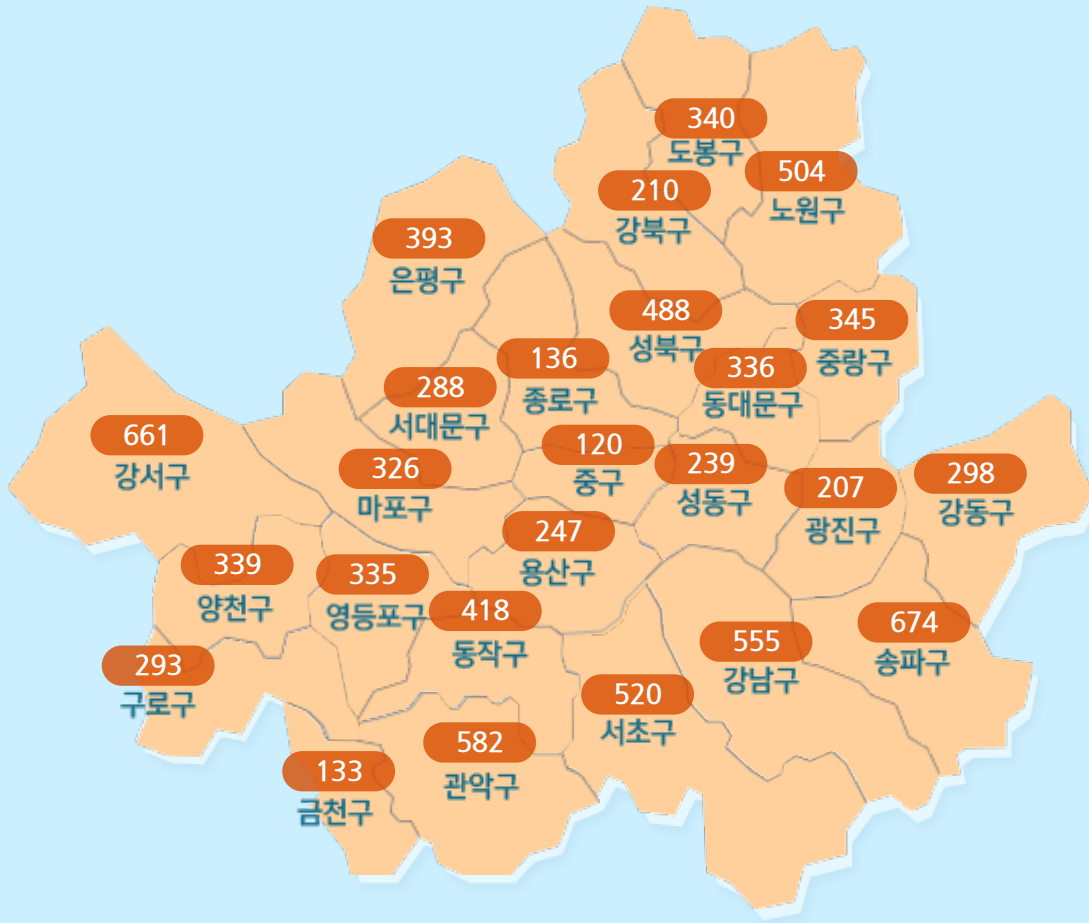 340
도봉구
504
노원구
210
강북구
393
은평구
488
성북구
345
중랑구
136
종로구
336
동대문구
288
서대문구
661
강서구
120
중구
326
마포구
239
성동구
207
광진구
298
강동구
247
용산구
339
양천구
335
영등포구
418
동작구
674
송파구
555
강남구
293
구로구
520
서초구
582
관악구
133
금천구